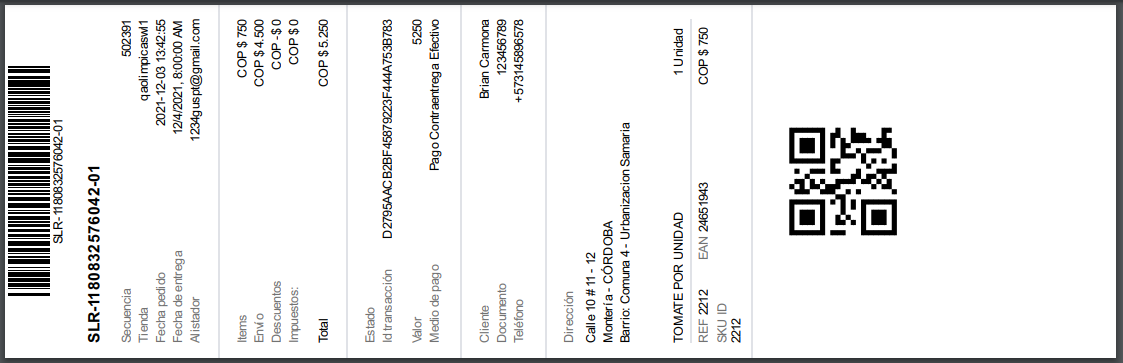 SLR-1180832576042-01
SLR-1180832576042-01
Secuencia 502391
Tienda qaolimpicaswl1
Fecha pedido 2021-12-03 13:42:55
Fecha de entrega 12/4/2021, 8:00:00 AM
Alistador 1234guspt@gmail.com
Items COP $ 750
Envío COP $ 4.500
Descuentos COP -$ 0
Impuestos: COP $ 0
Total COP $ 5.250
Estado
Id transacción D2795AACB2BF45879223F444A753B783
Valor 5250
Medio de pago Pago Contraentrega Efectivo
Cliente Brian Carmona
Documento 123456789
Teléfono +573145896578
Dirección
Calle 10 # 11 - 12
Montería - CÓRDOBA
Barrio: Comuna 4 - Urbanizacion Samaria
TOMATE POR UNIDAD 1 Unidad
REF 2212 EAN 24651943 COP $ 750
SKU ID
2212